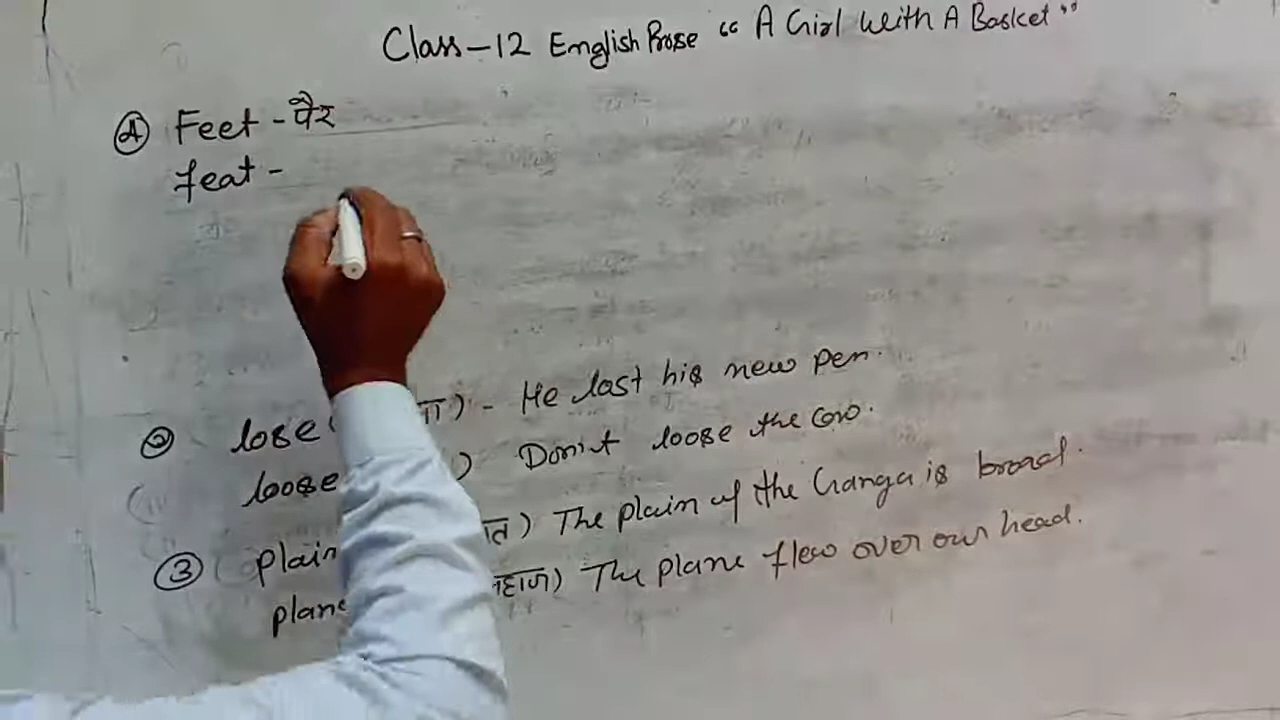 Class-12 English Prose "A Girl With A Basket"
Ⓐ Feet - पैर
feat -
② lose( ) - He lost his new pen.
loose ) Don't loose the cow.
③ plain त) The plain of the Ganga is broad.
plane हाज) The plane flew over our head.